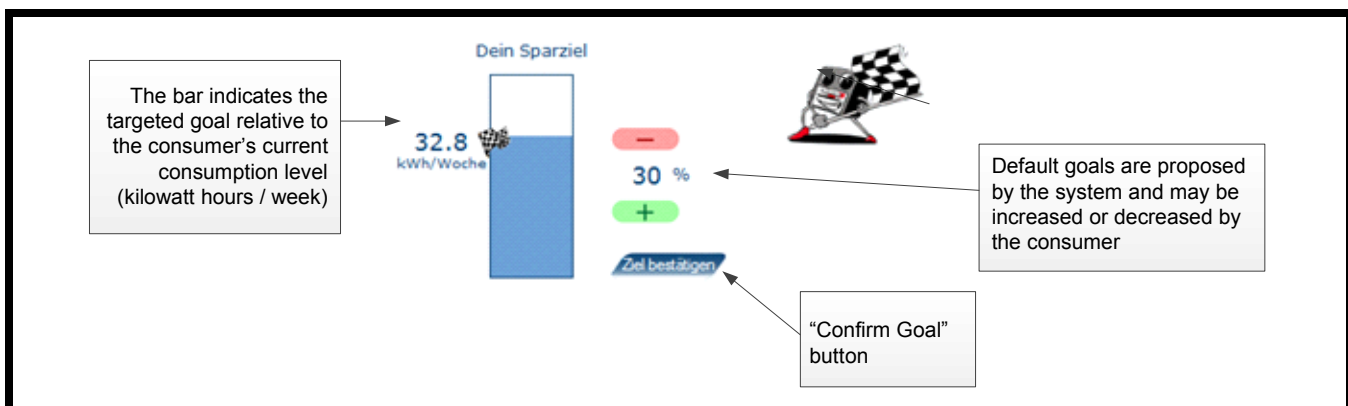 Dein Sparziel
The bar indicates the
targeted goal relative to
the consumer's current
consumption level
(kilowatt hours / week)
32.8
kWh/Woche
−
30 %
+
Ziel bestätigen
Default goals are proposed
by the system and may be
increased or decreased by
the consumer
“Confirm Goal”
button